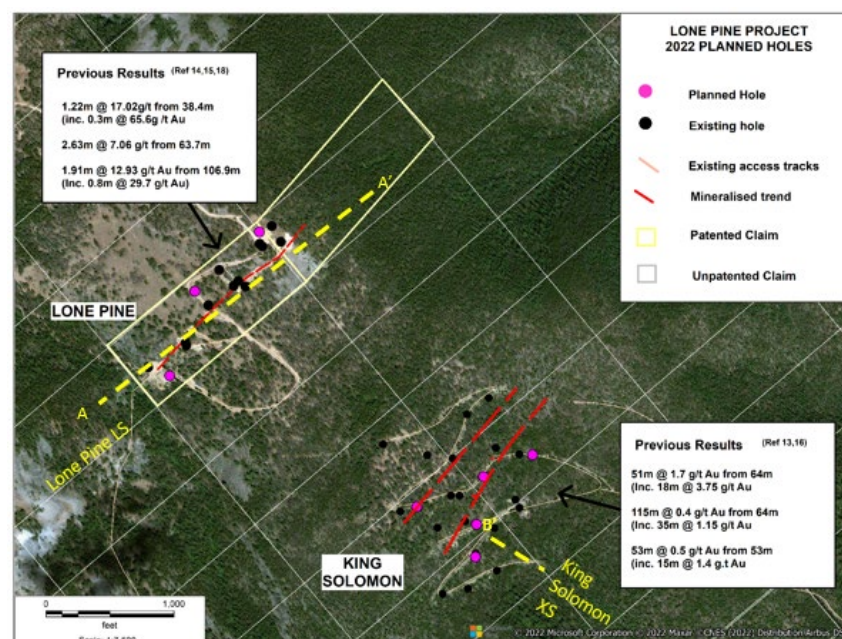 LONE PINE PROJECT
2022 PLANNED HOLES
Planned Hole
Existing hole
Existing access tracks
Mineralised trend
Patented Claim
Unpatented Claim
Previous Results (Ref 14,15,18)
1.22m @ 17.02g/t from 38.4m
(inc. 0.3m @ 65.6g /t Au
2.63m @ 7.06 g/t from 63.7m
1.91m @ 12.93 g/t Au from 106.9m
(Inc. 0.8m @ 29.7 g/t Au)
A'
LONE PINE
A
Lone Pine LS
Previous Results (Ref 13,16)
51m @ 1.7 g/t Au from 64m
(Inc. 18m @ 3.75 g/t Au
115m @ 0.4 g/t Au from 64m
(Inc. 35m @ 1.15 g/t Au
53m @ 0.5 g/t Au from 53m
(inc. 15m @ 1.4 g.t Au
B'
KING
SOLOMON
King
Solomon
XS
0 1,000
feet
© 2022 Microsoft Corporation © 2022 Maxar ©CNES (2022) Distribution Airbus DS